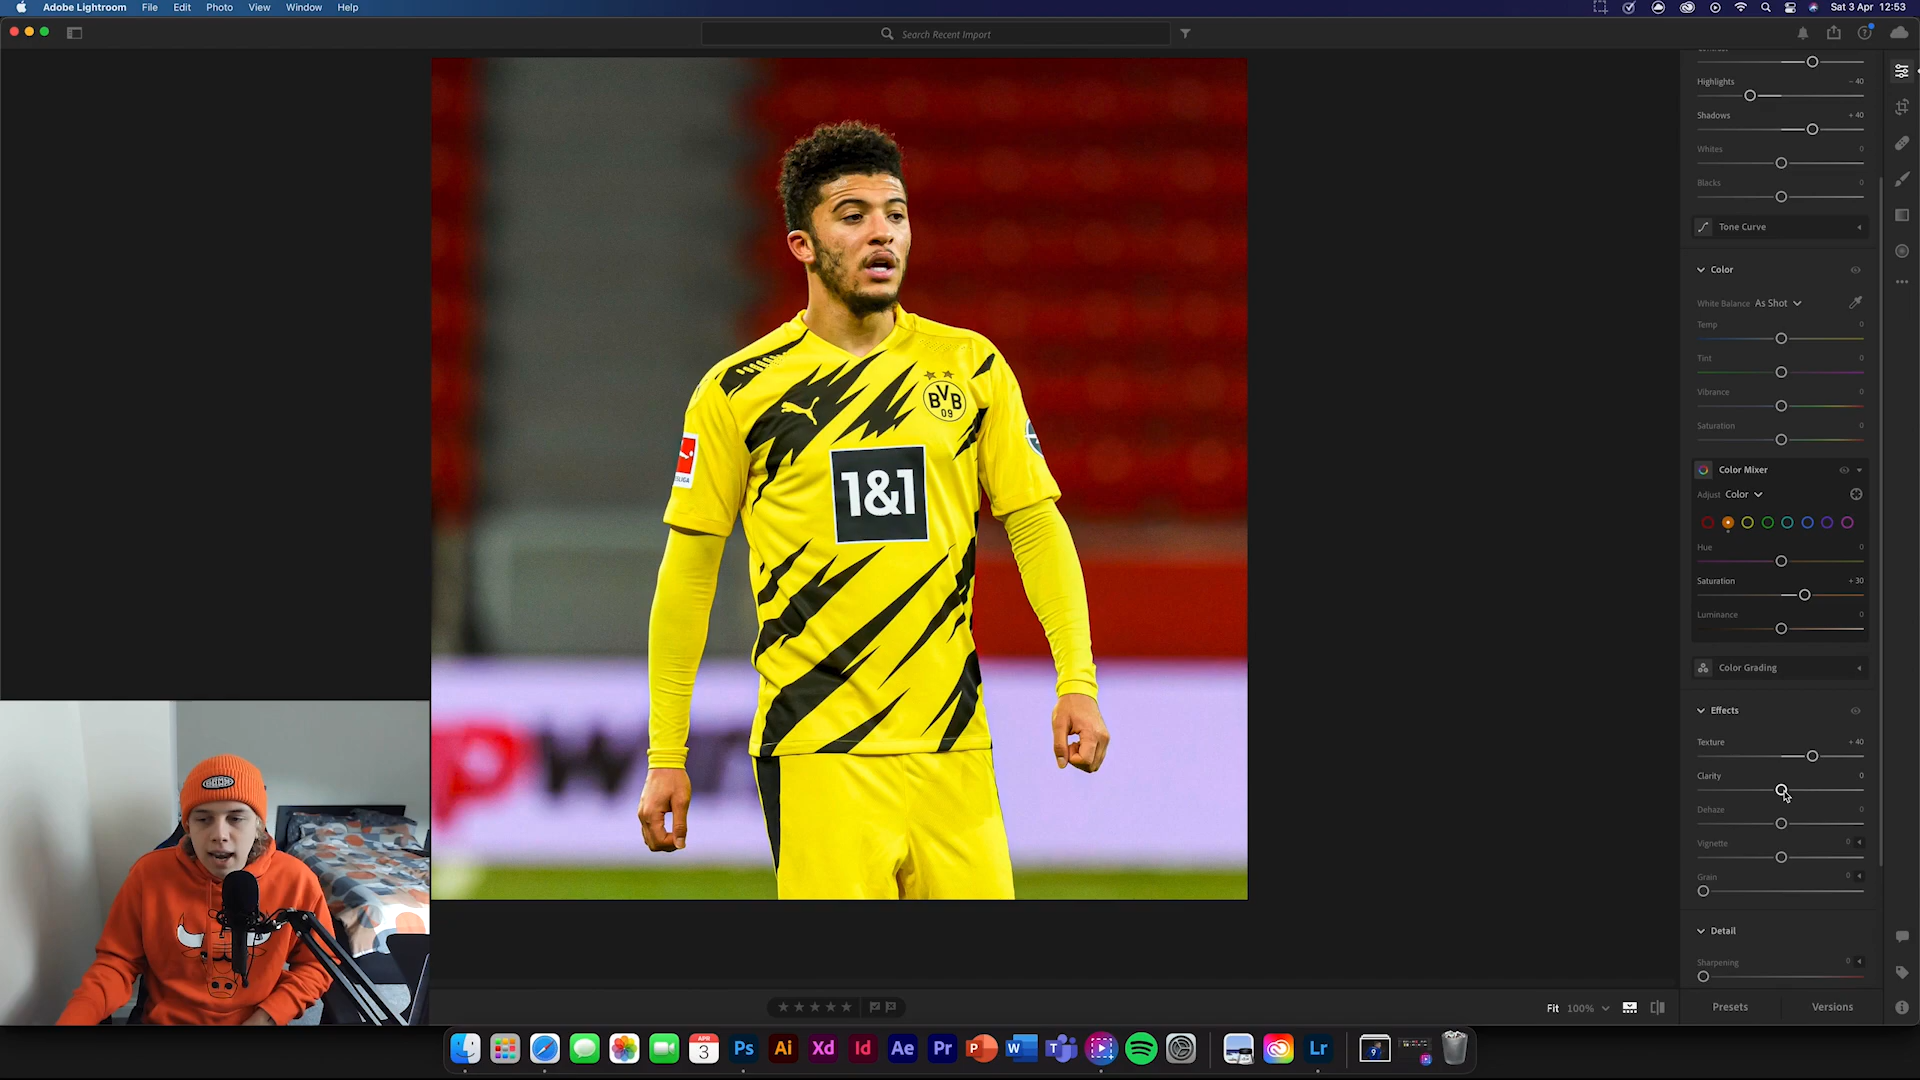 Adobe Lightroom File Edit Photo View Window Help
Sat 3 Apr 12:53
Search Recent Import
Highlights - 40
Shadows + 40
Whites 0
Blacks 0
Tone Curve
Color
White Balance As Shot
Temp 0
Tint 0
Vibrance 0
Saturation 0
Color Mixer
Adjust Color
Hue 0
Saturation + 30
Luminance 0
Color Grading
Effects
Texture + 40
Clarity 0
Dehaze 0
Vignette 0
Grain 0
Detail
Sharpening 0
Presets Versions
Fit 100%
BVB
09
1&1
APR
3
Ps Ai Xd Id Ae Pr P W T Lr
9